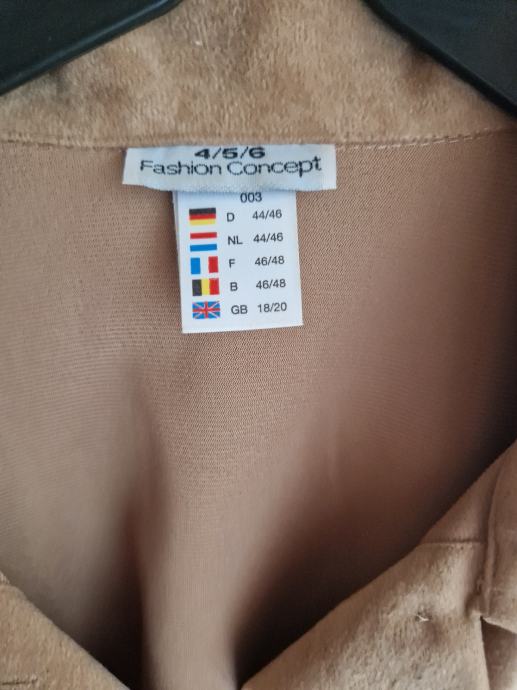 4/5/6
Fashion Concept
003
D 44/46
NL 44/46
F 46/48
B 46/48
GB 18/20